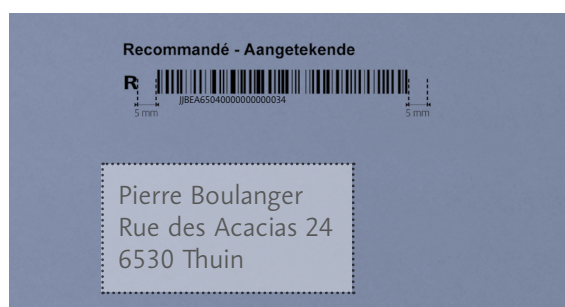 Recommandé - Aangetekende
R
JJBEA65040000000000034
5 mm
5 mm
Pierre Boulanger
Rue des Acacias 24
6530 Thuin